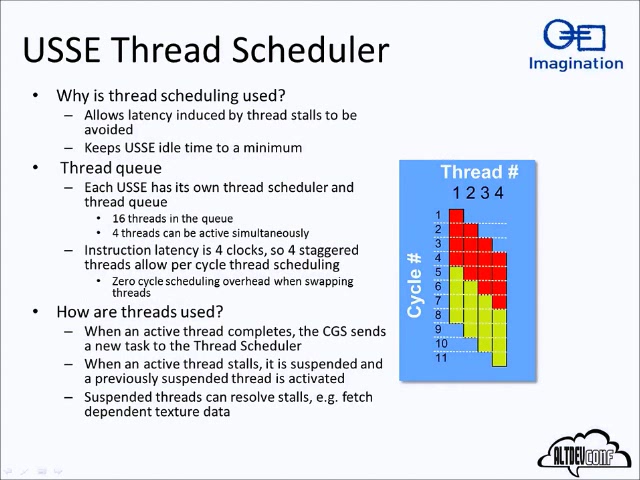 USSE Thread Scheduler
Imagination
• Why is thread scheduling used?
– Allows latency induced by thread stalls to be
avoided
– Keeps USSE idle time to a minimum
• Thread queue
– Each USSE has its own thread scheduler and
thread queue
• 16 threads in the queue
• 4 threads can be active simultaneously
– Instruction latency is 4 clocks, so 4 staggered
threads allow per cycle thread scheduling
• Zero cycle scheduling overhead when swapping
threads
• How are threads used?
– When an active thread completes, the CGS sends
a new task to the Thread Scheduler
– When an active thread stalls, it is suspended and
a previously suspended thread is activated
– Suspended threads can resolve stalls, e.g. fetch
dependent texture data
Thread #
1 2 3 4
Cycle #
1
2
3
4
5
6
7
8
9
10
11
ALTDEVCONF